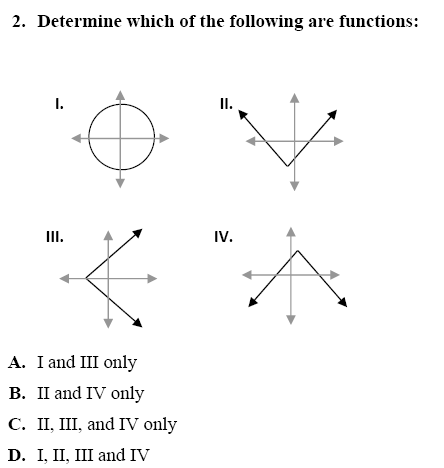 2. Determine which of the following are functions:
I.
II.
III.
IV.
A. I and III only
B. II and IV only
C. II, III, and IV only
D. I, II, III and IV